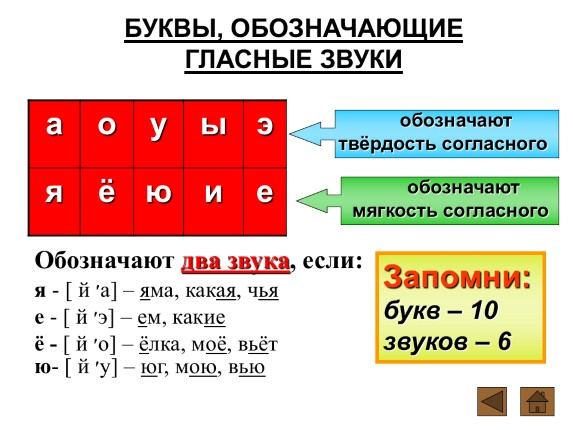 БУКВЫ, ОБОЗНАЧАЮЩИЕ
ГЛАСНЫЕ ЗВУКИ
а о у ы э
обозначают
твёрдость согласного
я ё ю и е
обозначают
мягкость согласного
Обозначают два звука, если:
я - [ й ′а] – яма, какая, чья
е - [ й ′э] – ем, какие
ё - [ й ′о] – ёлка, моё, вьёт
ю- [ й ′у] – юг, мою, вью
Запомни:
букв – 10
звуков – 6